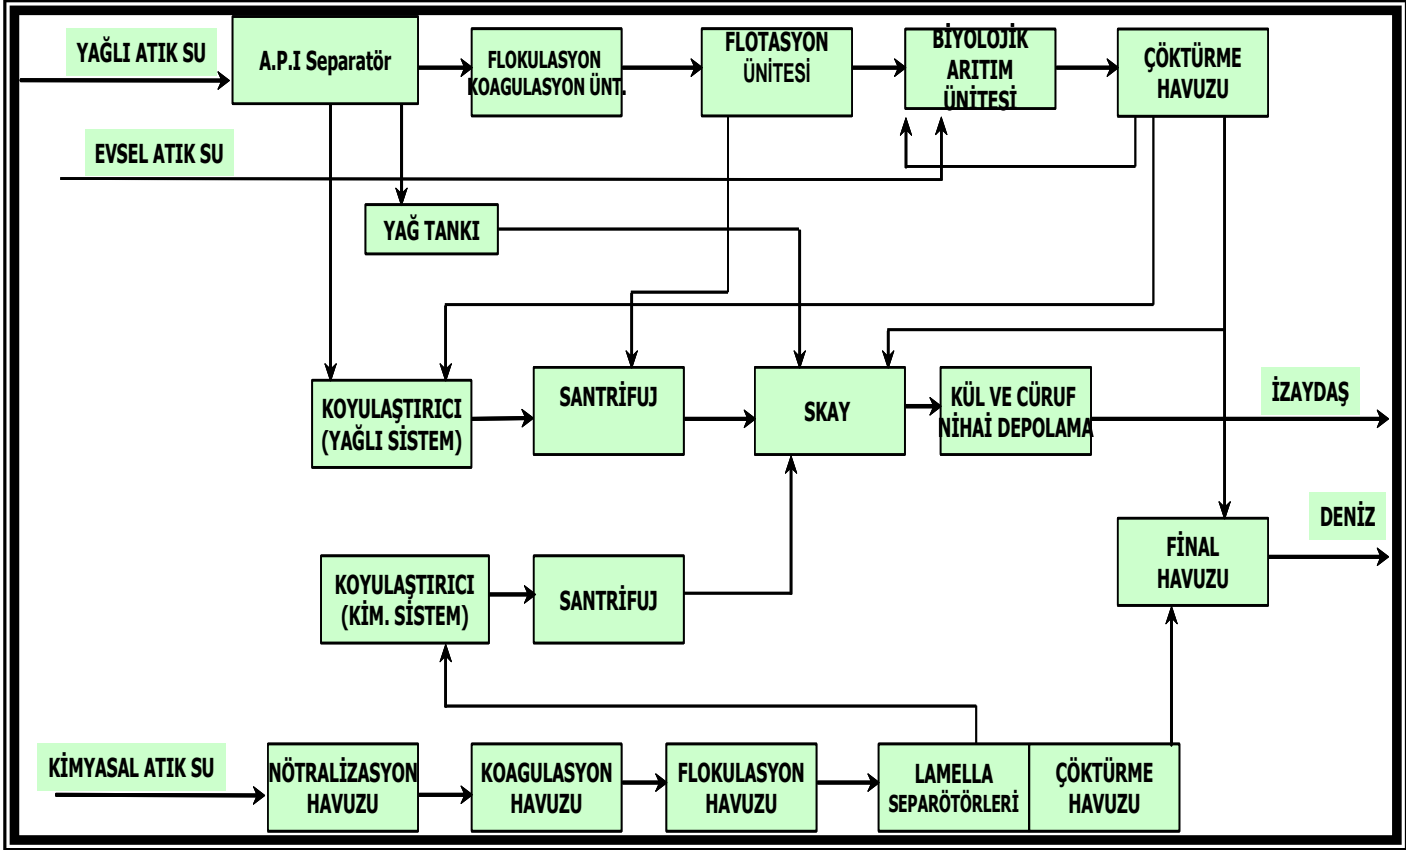 YAĞLI ATIK SU
A.P.I Separatör
FLOKULASYON
KOAGULASYON ÜNT.
FLOTASYON
ÜNİTESİ
BİYOLOJİK
ARITIM
ÜNİTESİ
ÇÖKTÜRME
HAVUZU
EVSEL ATIK SU
YAĞ TANKI
KOYULAŞTIRICI
(YAĞLI SİSTEM)
SANTRİFUJ
SKAY
KÜL VE CÜRUF
NİHAİ DEPOLAMA
İZAYDAŞ
DENİZ
FİNAL
HAVUZU
KOYULAŞTIRICI
(KİM. SİSTEM)
SANTRİFUJ
KİMYASAL ATIK SU
NÖTRALİZASYON
HAVUZU
KOAGULASYON
HAVUZU
FLOKULASYON
HAVUZU
LAMELLA
SEPARÖTÖRLERİ
ÇÖKTÜRME
HAVUZU